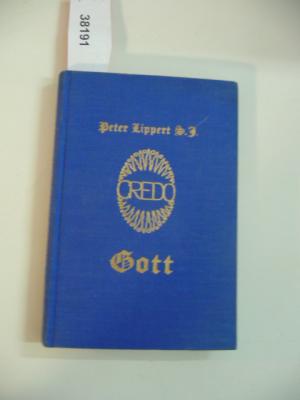 38191
Peter Lippert S.J.
CREDO
Gott